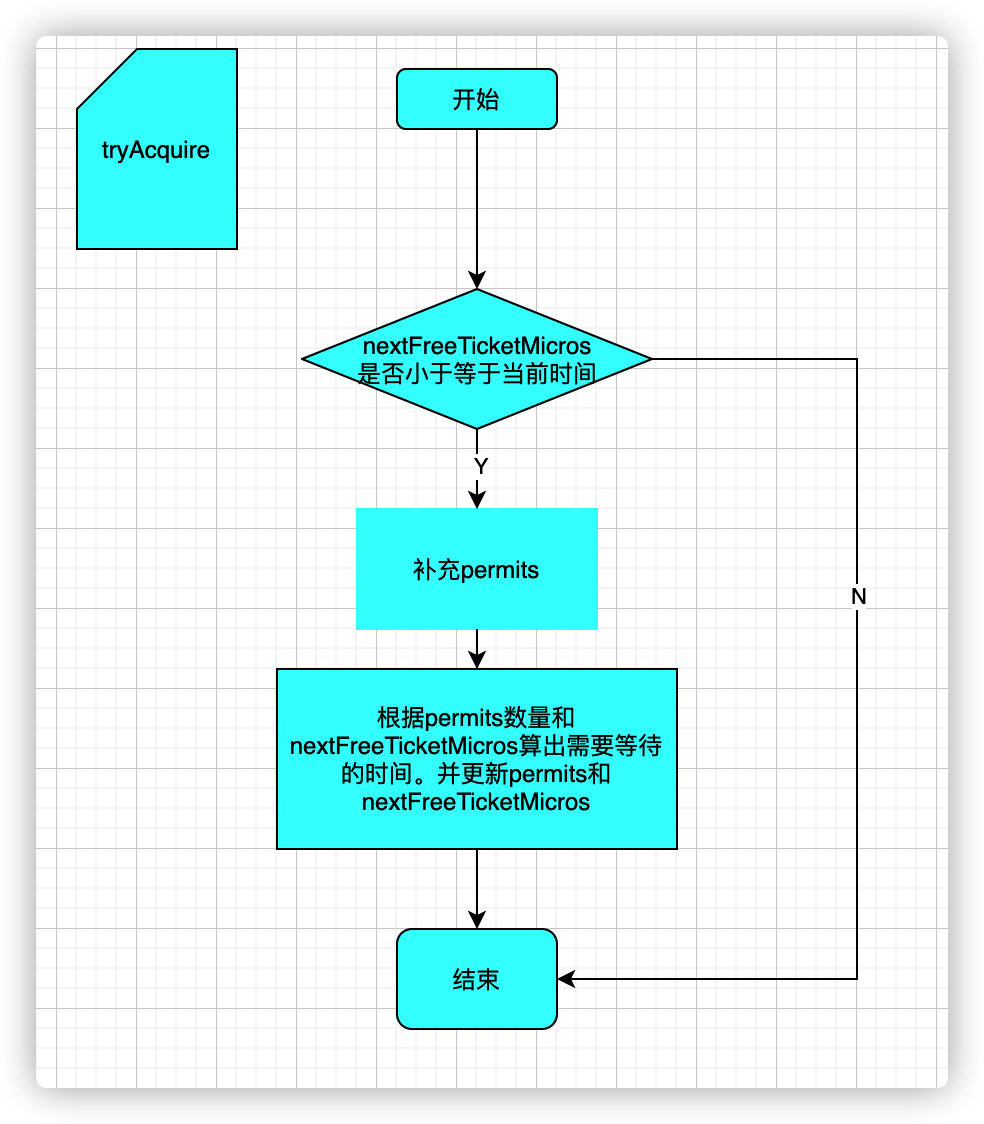 tryAcquire
开始
nextFreeTicketMicros
是否小于等于当前时间
Y
补充permits
N
根据permits数量和
nextFreeTicketMicros算出需要等待
的时间。并更新permits和
nextFreeTicketMicros
结束